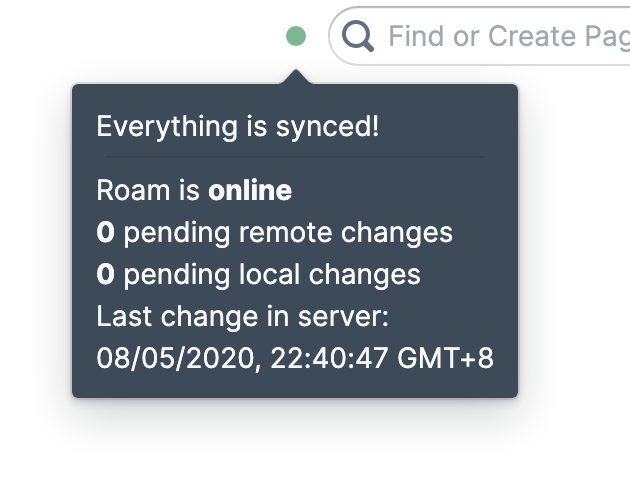 Find or Create Pag
Everything is synced!
Roam is online
0 pending remote changes
0 pending local changes
Last change in server:
08/05/2020, 22:40:47 GMT+8